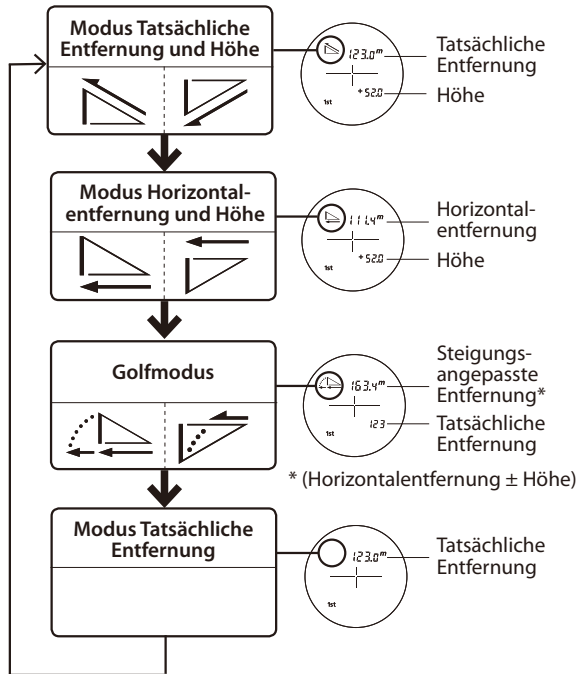 Modus Tatsächliche
Entfernung und Höhe
123.0m
+52.0
1st
Tatsächliche
Entfernung
Höhe
Modus Horizontal-
entfernung und Höhe
111.4m
+52.0
1st
Horizontal-
entfernung
Höhe
Golfmodus
163.4m
123
1st
Steigungs-
angepasste
Entfernung*
Tatsächliche
Entfernung
* (Horizontalentfernung ± Höhe)
Modus Tatsächliche
Entfernung
123.0m
1st
Tatsächliche
Entfernung